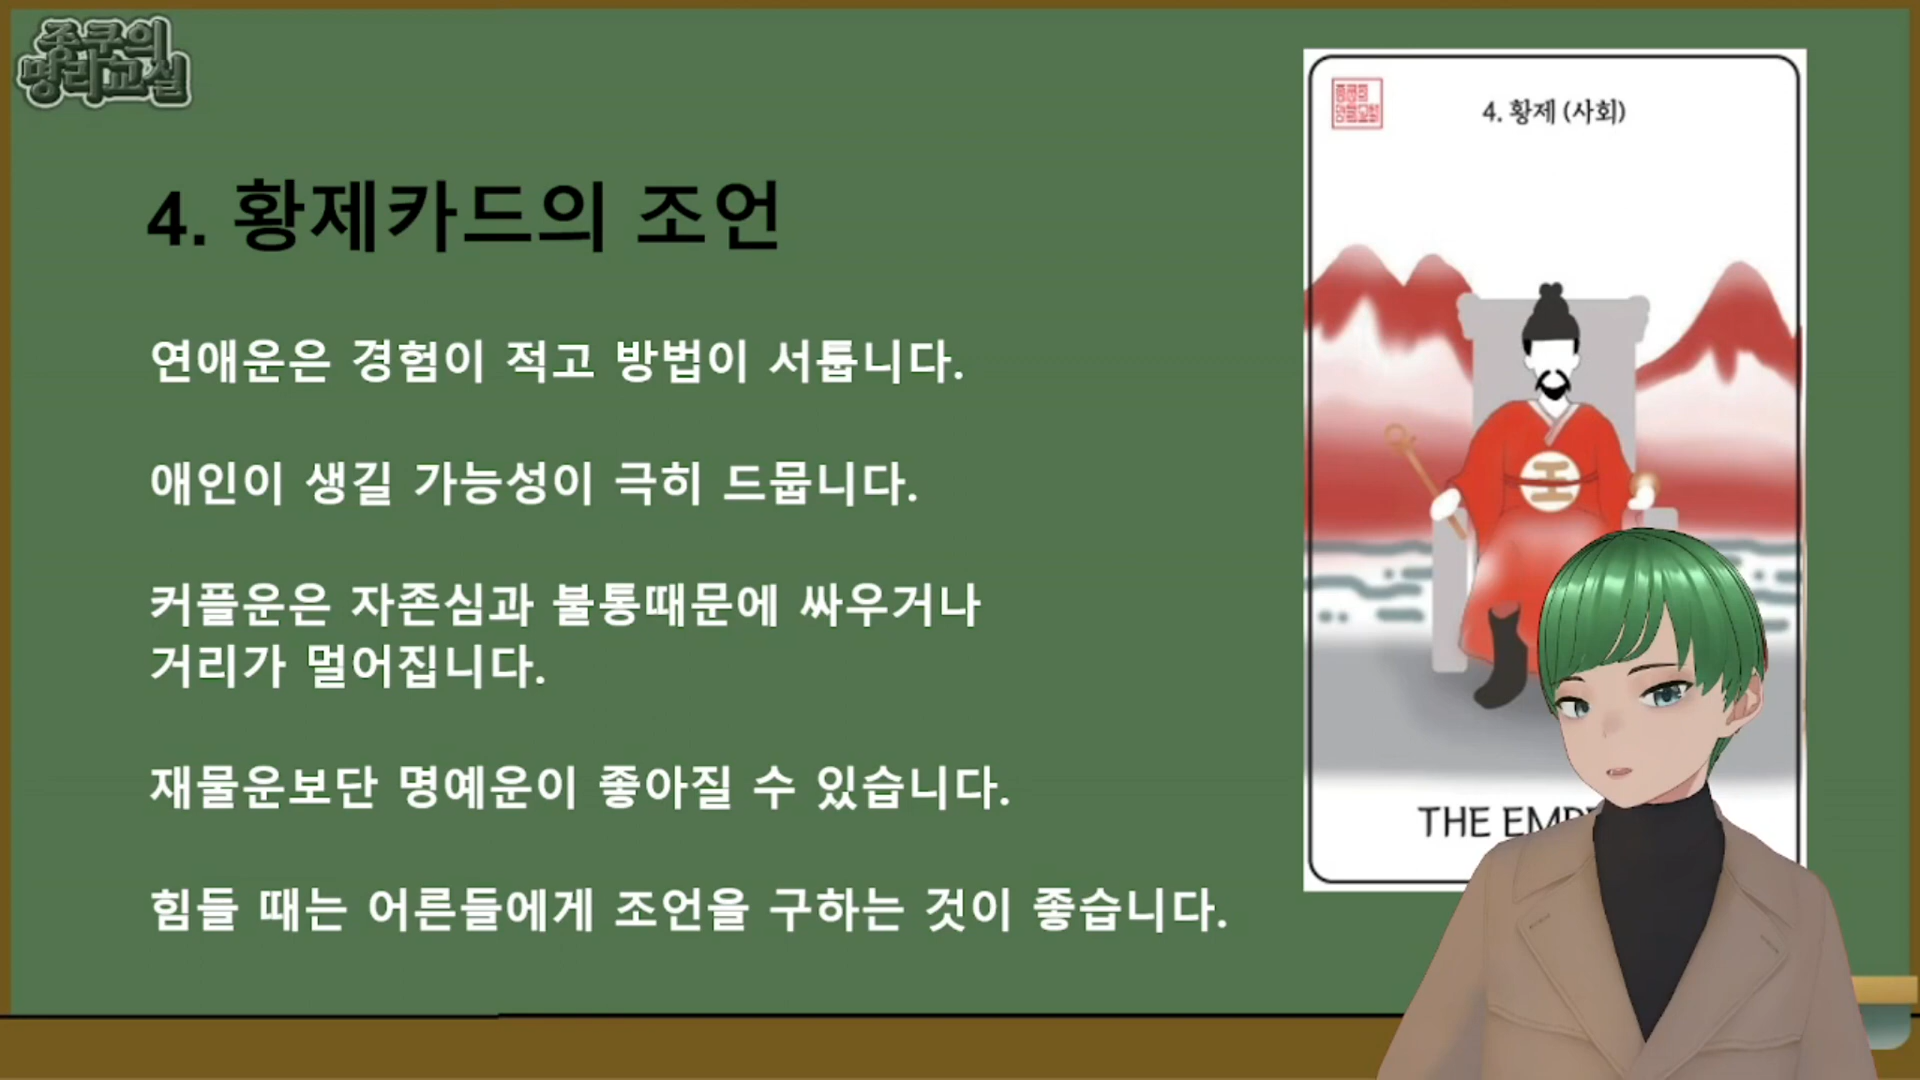 종쿠의
명리교실
4. 황제카드의 조언
연애운은 경험이 적고 방법이 서툽니다.
애인이 생길 가능성이 극히 드뭅니다.
커플운은 자존심과 불통때문에 싸우거나
거리가 멀어집니다.
재물운보단 명예운이 좋아질 수 있습니다.
힘들 때는 어른들에게 조언을 구하는 것이 좋습니다.
4. 황제 (사회)
王
THE EMP